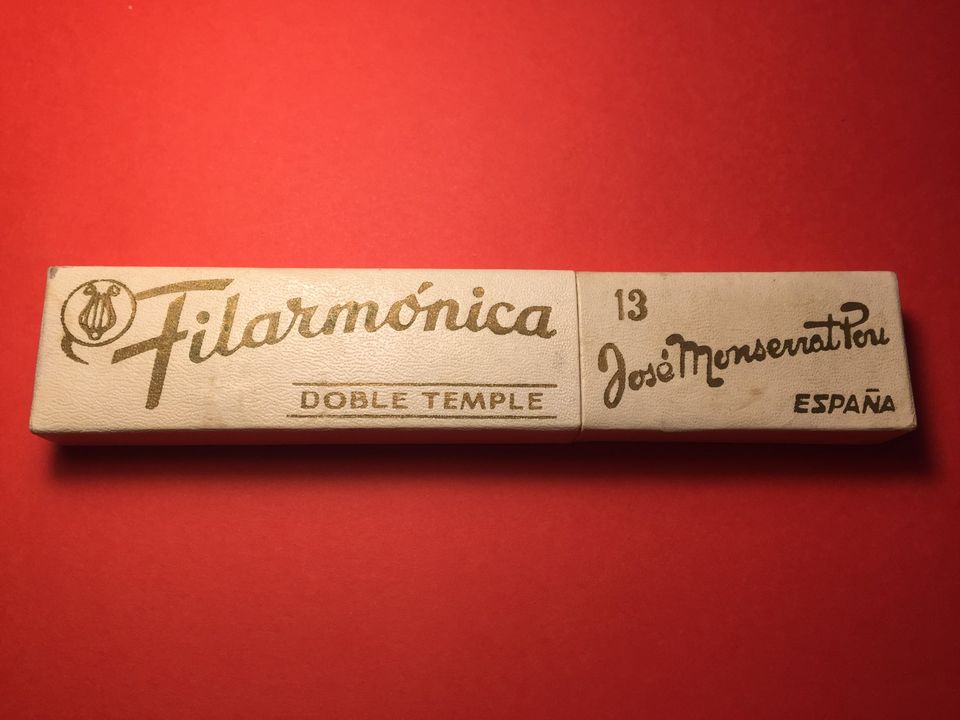 Filarmónica
DOBLE TEMPLE
13
José Monserrat Pou
ESPAÑA